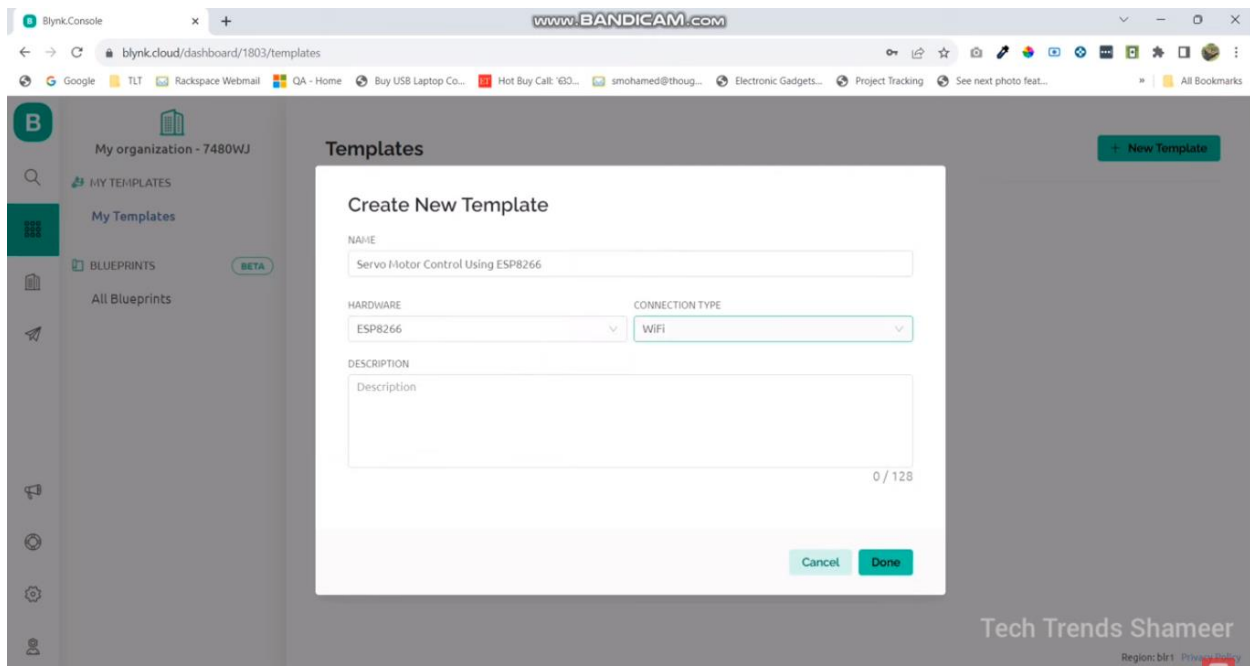 Blynk.Console
www.BANDICAM.com
blynk.cloud/dashboard/1803/templates
Google TLT Rackspace Webmail QA - Home Buy USB Laptop Co... Hot Buy Call: smohamed@thoug... Electronic Gadgets... Project Tracking See next photo feat... » All Bookmarks
B
My organization - 7480WJ
Templates
+ New Template
MY TEMPLATES
My Templates
BLUEPRINTS BETA
All Blueprints
Create New Template
NAME
Servo Motor Control Using ESP8266
HARDWARE CONNECTION TYPE
ESP8266 WiFi
DESCRIPTION
Description
0 / 128
Cancel Done
Tech Trends Shameer
Region: blr1 Privacy Policy